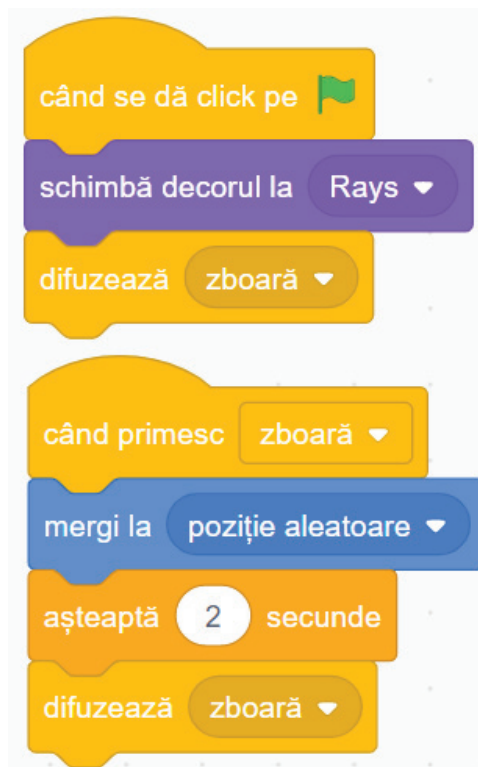 când se dă click pe
schimbă decorul la Rays
difuzează zboară
când primesc zboară
mergi la poziție aleatoare
așteaptă 2 secunde
difuzează zboară